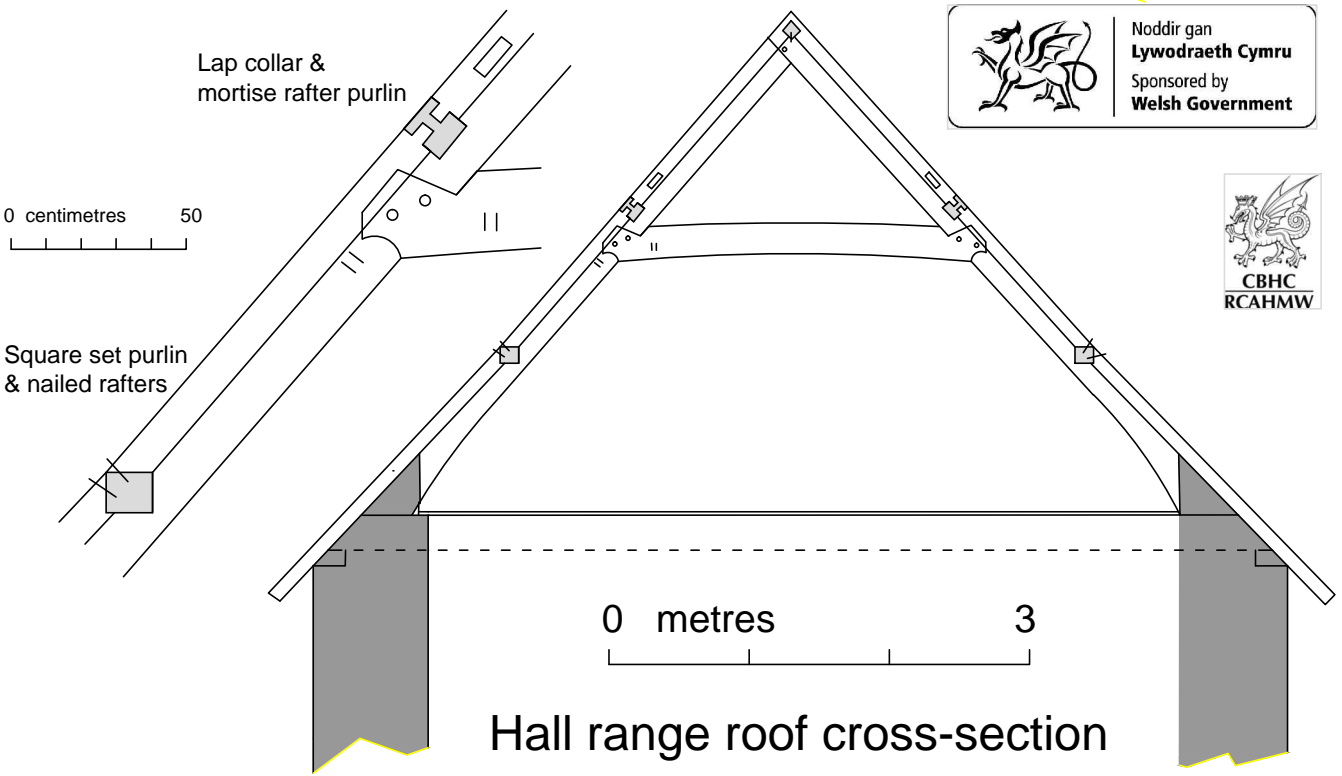 Lap collar &
mortise rafter purlin
0 centimetres 50
Square set purlin
& nailed rafters
Noddir gan
Lywodraeth Cymru
Sponsored by
Welsh Government
CBHC
RCAHMW
0 metres 3
Hall range roof cross-section